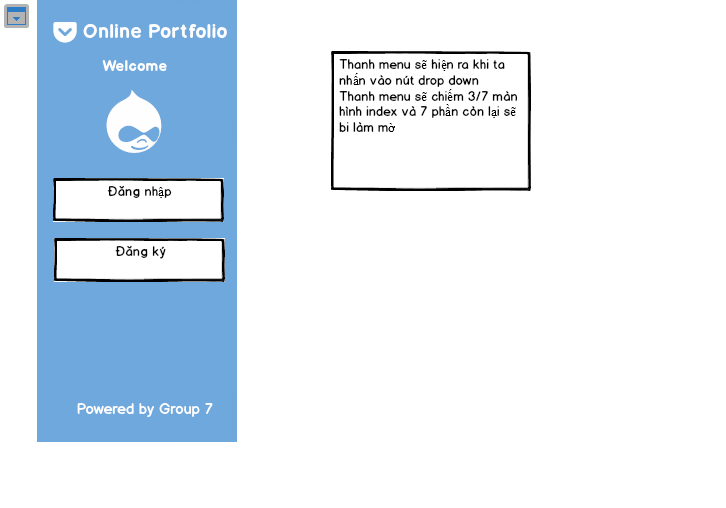 Online Portfolio
Welcome
Đăng nhập
Đăng ký
Powered by Group 7
Thanh menu sẽ hiện ra khi ta
nhấn vào nút drop down
Thanh menu sẽ chiếm 3/7 màn
hình index và 7 phần còn lại sẽ
bi làm mờ